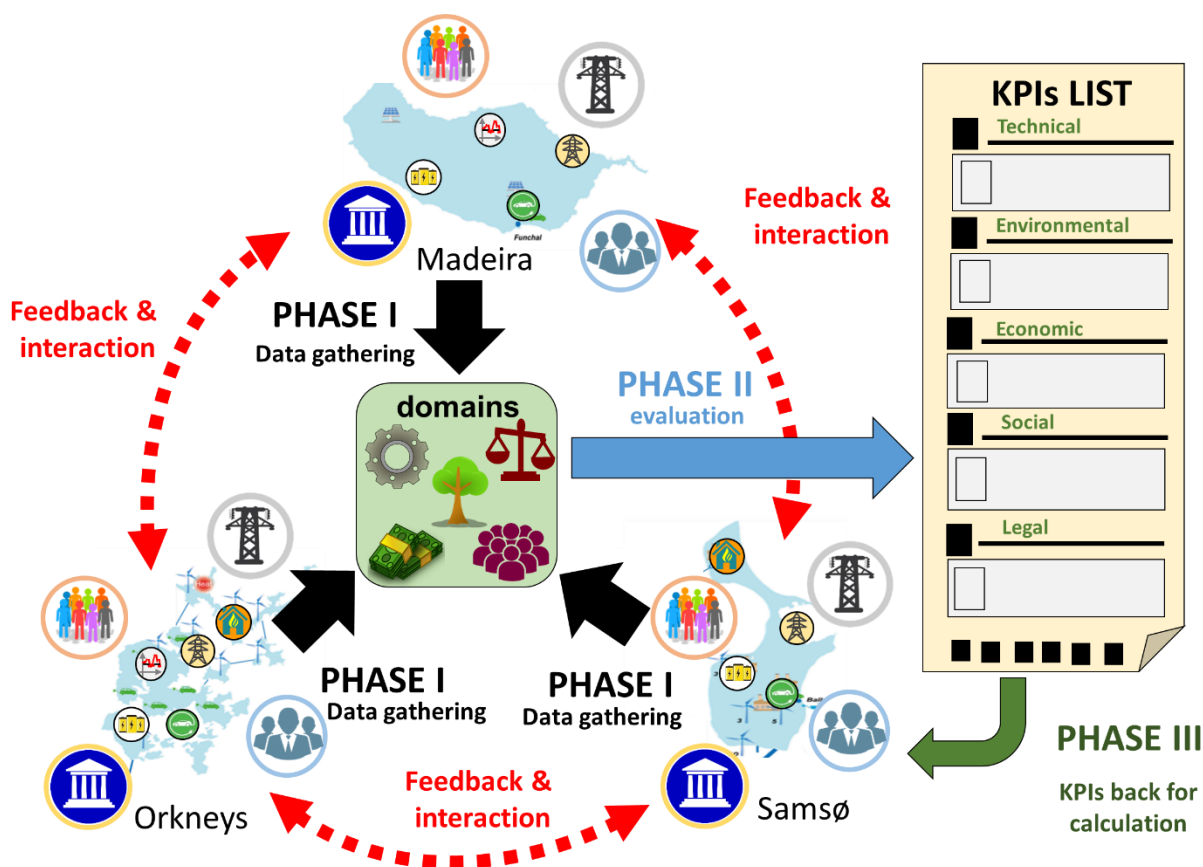 KPIs LIST
Technical
Environmental
Economic
Social
Legal
Feedback &
interaction
Funchal
Madeira
Feedback &
interaction
PHASE I
Data gathering
domains
PHASE II
evaluation
PHASE I
Data gathering
PHASE I
Data gathering
Orkneys
Feedback &
interaction
Samsø
PHASE III
KPIs back for
calculation